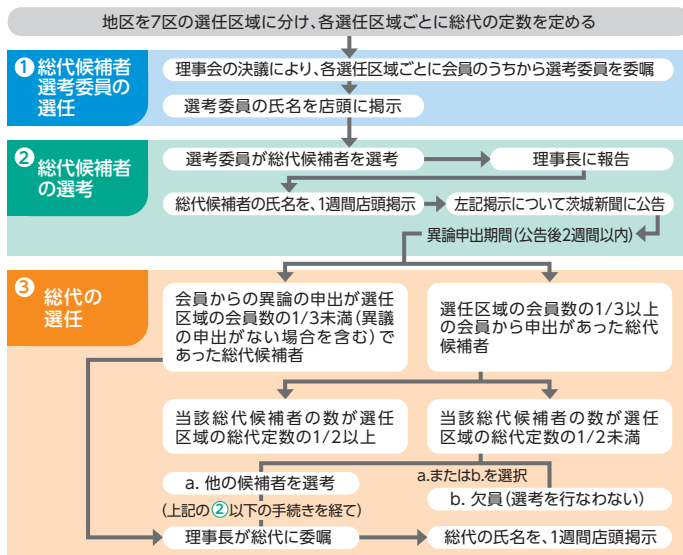 地区を7区の選任区域に分け、各選任区域ごとに総代の定数を定める
❶総代候補者
選考委員の
選任
理事会の決議により、各選任区域ごとに会員のうちから選考委員を委嘱
選考委員の氏名を店頭に掲示
❷総代候補者
の選考
選考委員が総代候補者を選考
理事長に報告
総代候補者の氏名を、1週間店頭掲示
左記掲示について茨城新聞に公告
異論申出期間(公告後2週間以内)
❸ 総代の
選任
会員からの異論の申出が選任
区域の会員数の1/3未満(異議
の申出がない場合を含む)で
あった総代候補者
選任区域の会員数の1/3以上
の会員から申出があった総代
候補者
当該総代候補者の数が選任
区域の総代定数の1/2以上
当該総代候補者の数が選任
区域の総代定数の1/2未満
a.またはb.を選択
a. 他の候補者を選考
(上記の②以下の手続きを経て)
b. 欠員(選考を行なわない)
理事長が総代に委嘱
総代の氏名を、1週間店頭掲示